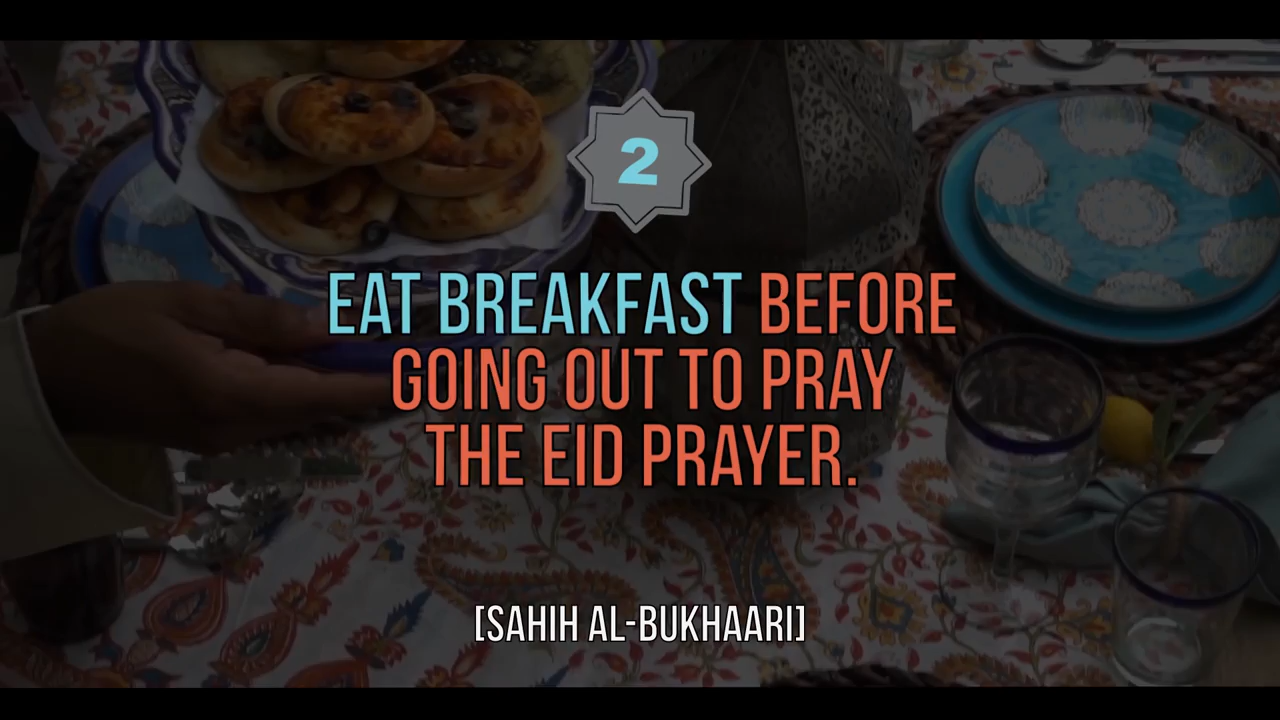 2
EAT BREAKFAST BEFORE
GOING OUT TO PRAY
THE EID PRAYER.
[SAHIH AL-BUKHAARI]